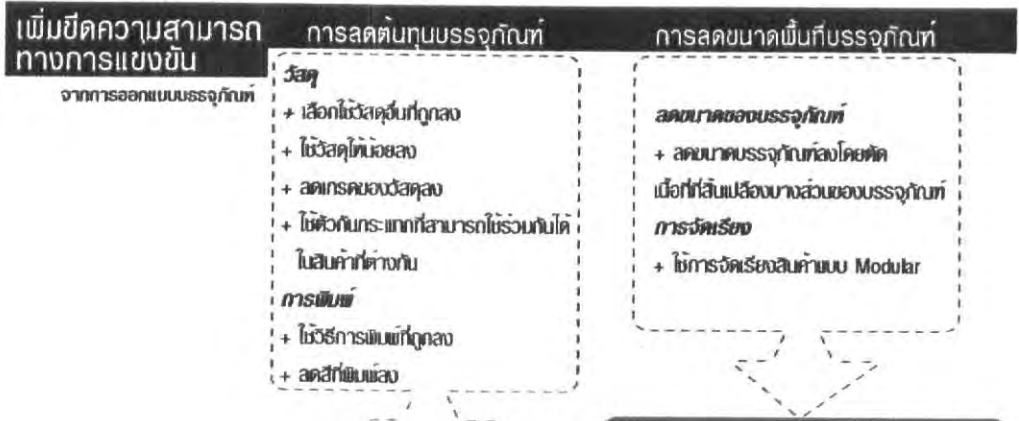 เพิ่มขีดความสามารถ
ทางการแข่งขัน
จากการออกแบบบรรจุภัณฑ์
การลดต้นทุนบรรจุภัณฑ์
วัสดุ
+ เลือกใช้วัสดุอื่นที่ถูกลง
+ ใช้วัสดุให้น้อยลง
+ ลดเกรดของวัสดุลง
+ ใช้ตัวกันกระแทกที่สามารถใช้ร่วมกันได้
ในสินค้าที่ต่างกัน
การพิมพ์
+ ใช้วิธีการพิมพ์ที่ถูกลง
+ ลดสีที่พิมพ์ลง
การลดขนาดพื้นที่บรรจุภัณฑ์
ลดขนาดของบรรจุภัณฑ์
+ ลดขนาดบรรจุภัณฑ์ลงโดยตัด
เนื้อที่ที่สิ้นเปลืองบางส่วนของบรรจุภัณฑ์
การจัดเรียง
+ ใช้การจัดเรียงสินค้าแบบ Modular